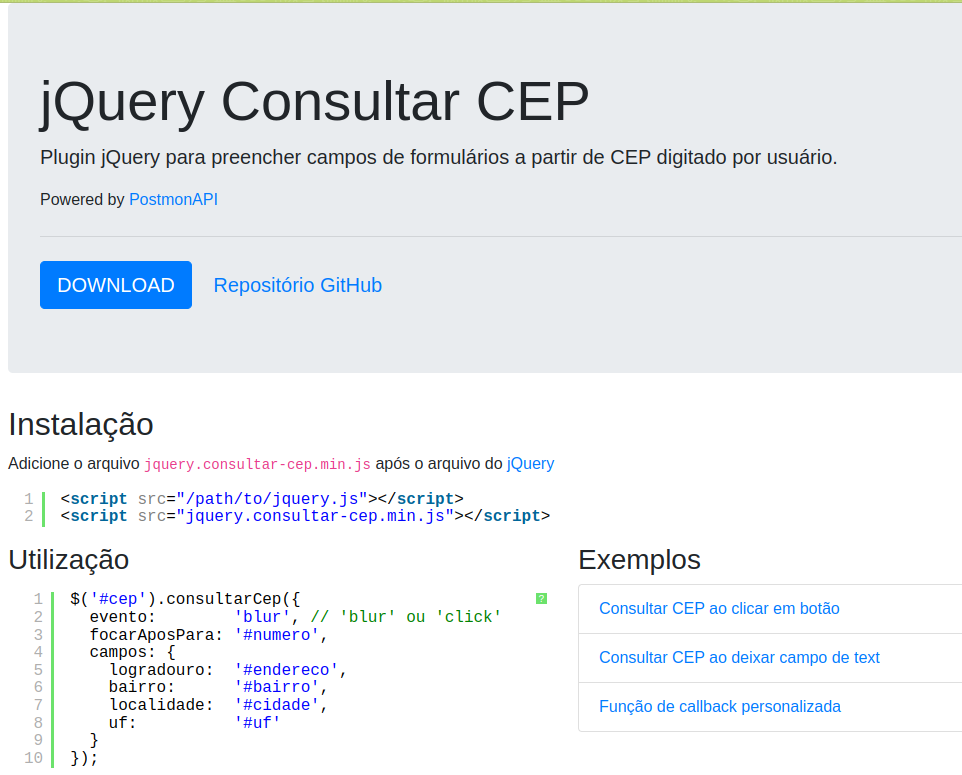 jQuery Consultar CEP
Plugin jQuery para preencher campos de formulários a partir de CEP digitado por usuário.
Powered by PostmonAPI
DOWNLOAD Repositório GitHub
Instalação
Adicione o arquivo jquery.consultar-cep.min.js após o arquivo do jQuery
1 <script src="/path/to/jquery.js"></script>
2 <script src="jquery.consultar-cep.min.js"></script>
Utilização
1 $('#cep').consultarCep({
?
2   evento:        'blur', // 'blur' ou 'click'
3   focarAposPara: '#numero',
4   campos: {
5     logradouro:  '#endereco',
6     bairro:      '#bairro',
7     localidade:  '#cidade',
8     uf:          '#uf'
9   }
10 });
Exemplos
Consultar CEP ao clicar em botão
Consultar CEP ao deixar campo de text
Função de callback personalizada